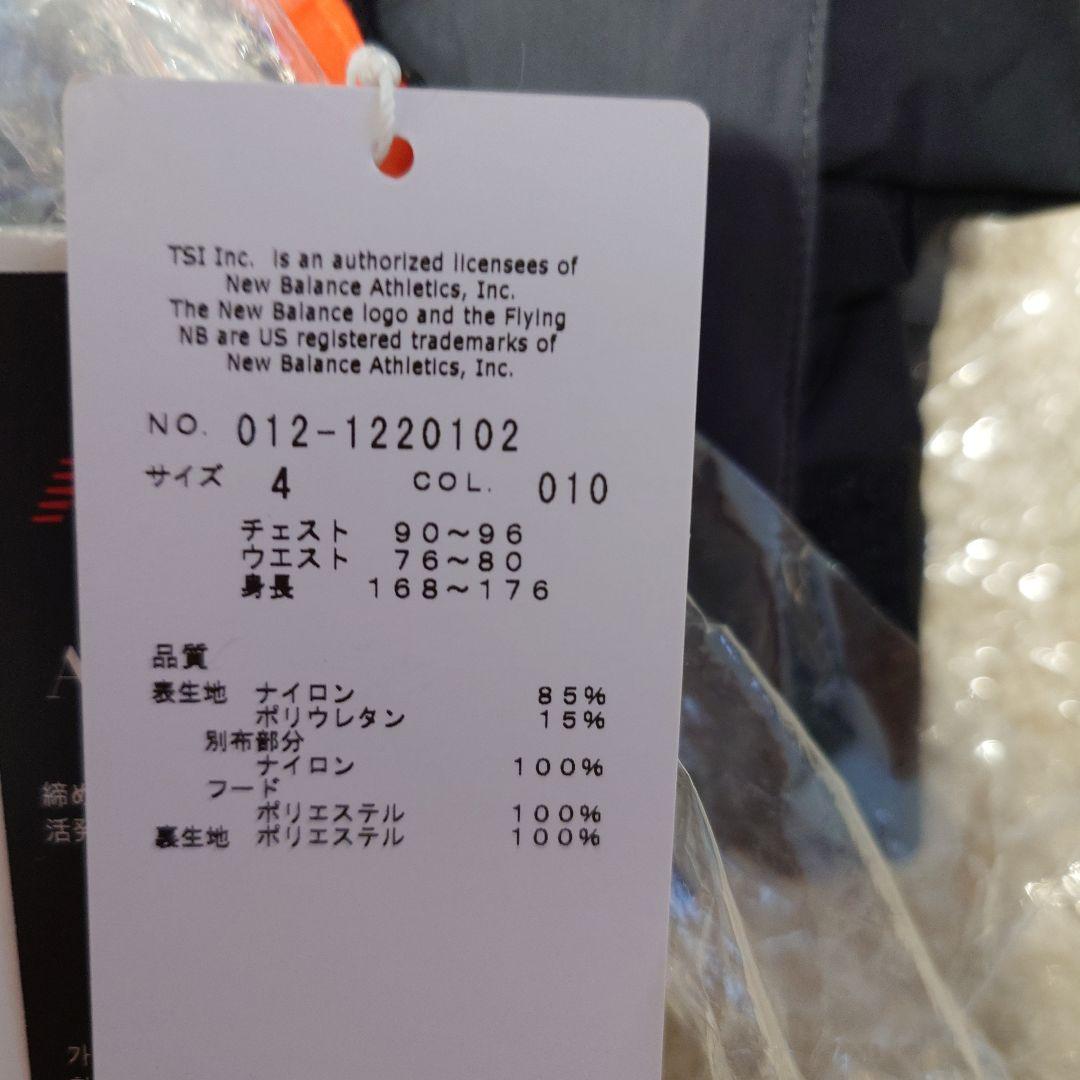 TSI Inc. is an authorized licensees of
New Balance Athletics, Inc.
The New Balance logo and the Flying
NB are US registered trademarks of
New Balance Athletics, Inc.
NO. 012-1220102
サイズ 4 COL. 010
チェスト 90～96
ウエスト 76～80
身長 168～176
品質
表生地 ナイロン 85%
ポリウレタン 15%
別布部分
ナイロン 100%
フード
ポリエステル 100%
裏生地 ポリエステル 100%
A
締め
活発
가